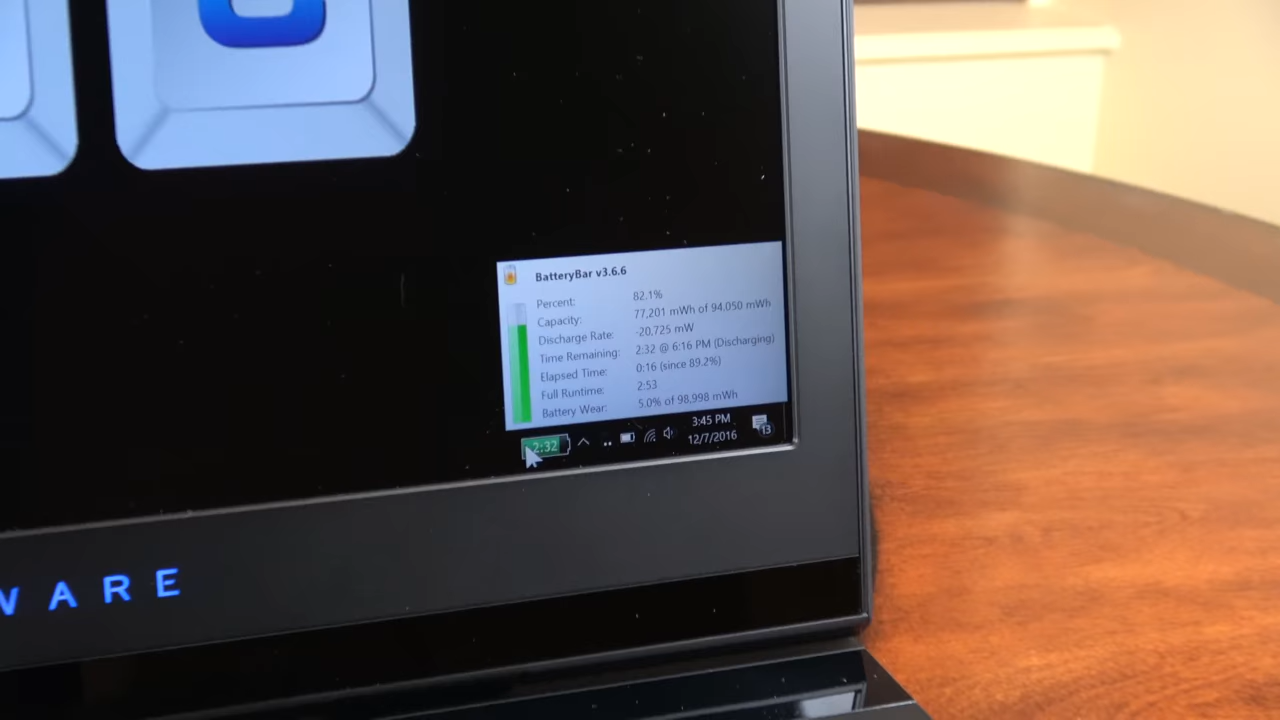 BatteryBar v3.6.6
Percent: 82.1%
Capacity: 77,201 mWh of 94,050 mWh
Discharge Rate: -20,725 mW
Time Remaining: 2:32 @ 6:16 PM (Discharging)
Elapsed Time: 0:16 (since 89.2%)
Full Runtime: 2:53
Battery Wear: 5.0% of 98,998 mWh
2:32
3:45 PM
12/7/2016
13
WARE